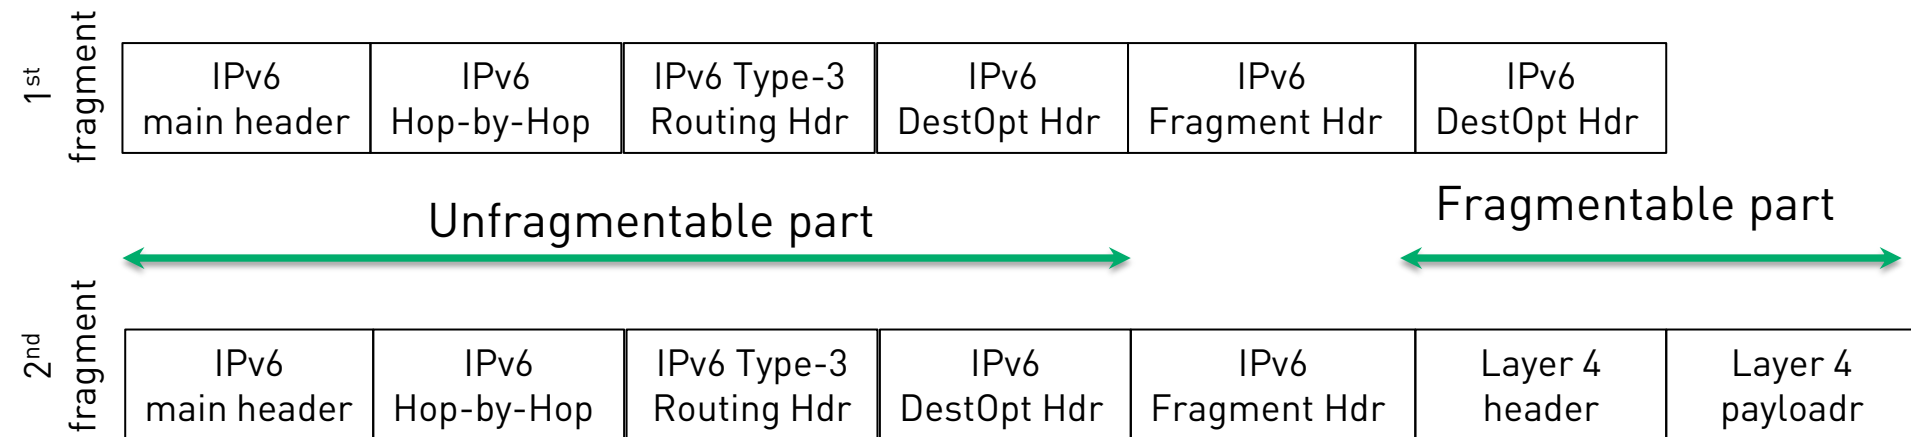 1st
fragment
IPv6
main header
IPv6
Hop-by-Hop
IPv6 Type-3
Routing Hdr
IPv6
DestOpt Hdr
IPv6
Fragment Hdr
IPv6
DestOpt Hdr
Unfragmentable part
Fragmentable part
2nd
fragment
IPv6
main header
IPv6
Hop-by-Hop
IPv6 Type-3
Routing Hdr
IPv6
DestOpt Hdr
IPv6
Fragment Hdr
Layer 4
header
Layer 4
payloadr